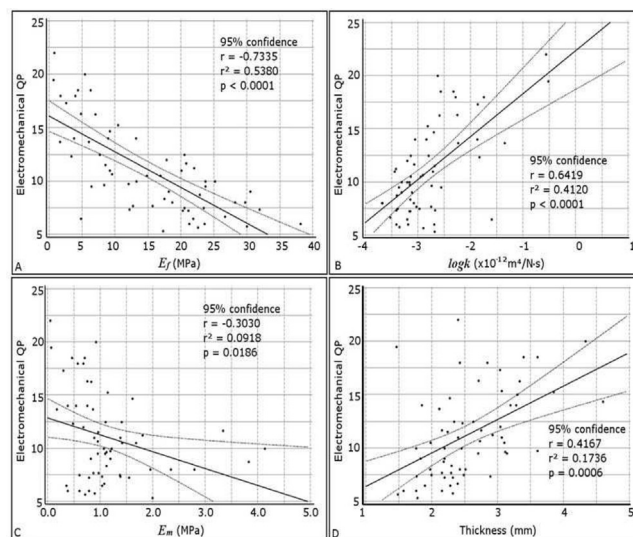 25
20
15
10
5
Electromechanical QP
95% confidence
r = -0.7335
r² = 0.5380
p < 0.0001
A
0 5 10 15 20 25 30 35 40
Ef (MPa)
25
20
15
10
5
Electromechanical QP
95% confidence
r = 0.6419
r² = 0.4120
p < 0.0001
B
-4 -3 -2 -1 0 1
logk (x10⁻¹²m⁴/N·s)
25
20
15
10
5
Electromechanical QP
95% confidence
r = -0.3030
r² = 0.0918
p = 0.0186
C
0.0 1.0 2.0 3.0 4.0 5.0
Em (MPa)
25
20
15
10
5
Electromechanical QP
95% confidence
r = 0.4167
r² = 0.1736
p = 0.0006
D
1 2 3 4 5
Thickness (mm)